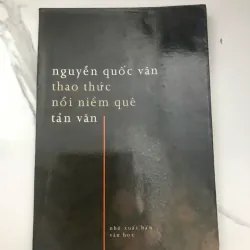 nguyễn quốc văn
thao thức
nỗi niềm quê
tản văn
nhà xuất bản
văn học